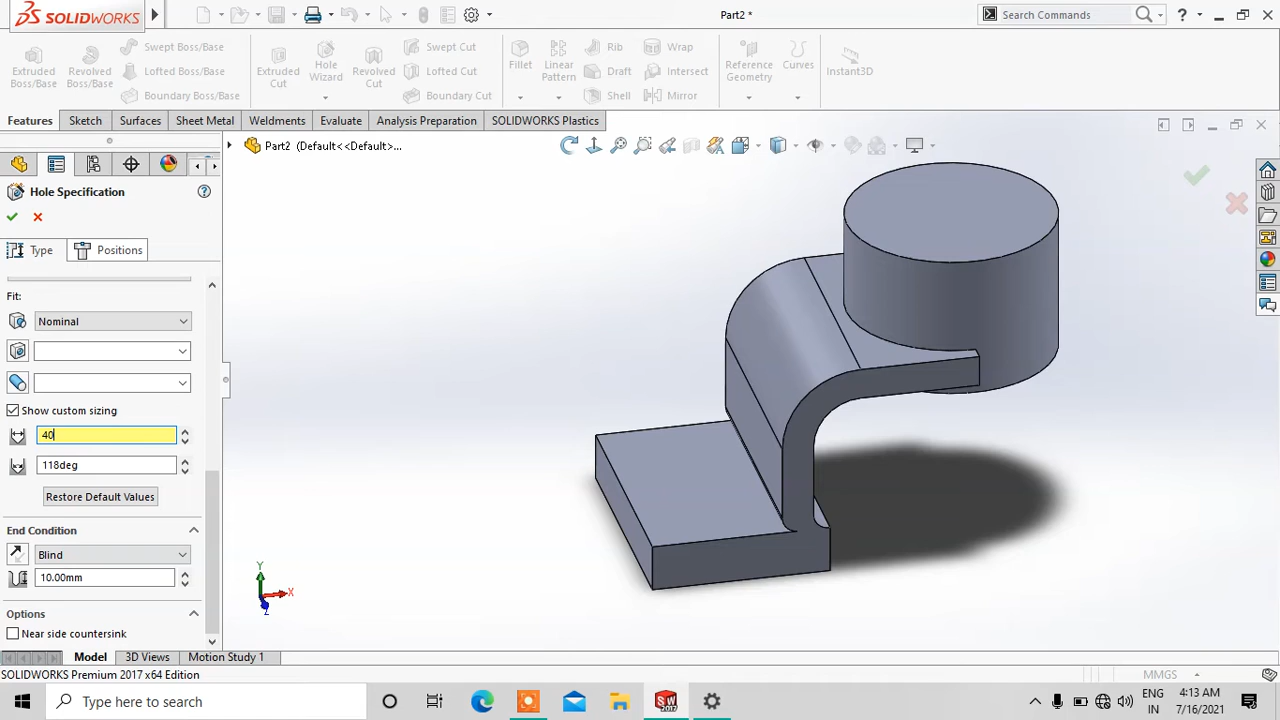 SOLIDWORKS
Part2 *
Search Commands
?
Extruded Boss/Base
Revolved Boss/Base
Swept Boss/Base
Lofted Boss/Base
Boundary Boss/Base
Extruded Cut
Hole Wizard
Revolved Cut
Swept Cut
Lofted Cut
Boundary Cut
Fillet
Linear Pattern
Rib
Draft
Shell
Wrap
Intersect
Mirror
Reference Geometry
Curves
Instant3D
Features
Sketch
Surfaces
Sheet Metal
Weldments
Evaluate
Analysis Preparation
SOLIDWORKS Plastics
Part2 (Default<<Default>...
Hole Specification
?
Type
Positions
Fit:
Nominal
Show custom sizing
40
118deg
Restore Default Values
End Condition
Blind
10.00mm
Options
Near side countersink
Y
X
Z
Model
3D Views
Motion Study 1
SOLIDWORKS Premium 2017 x64 Edition
MMGS
Type here to search
SW
2017
ENG
IN
4:13 AM
7/16/2021